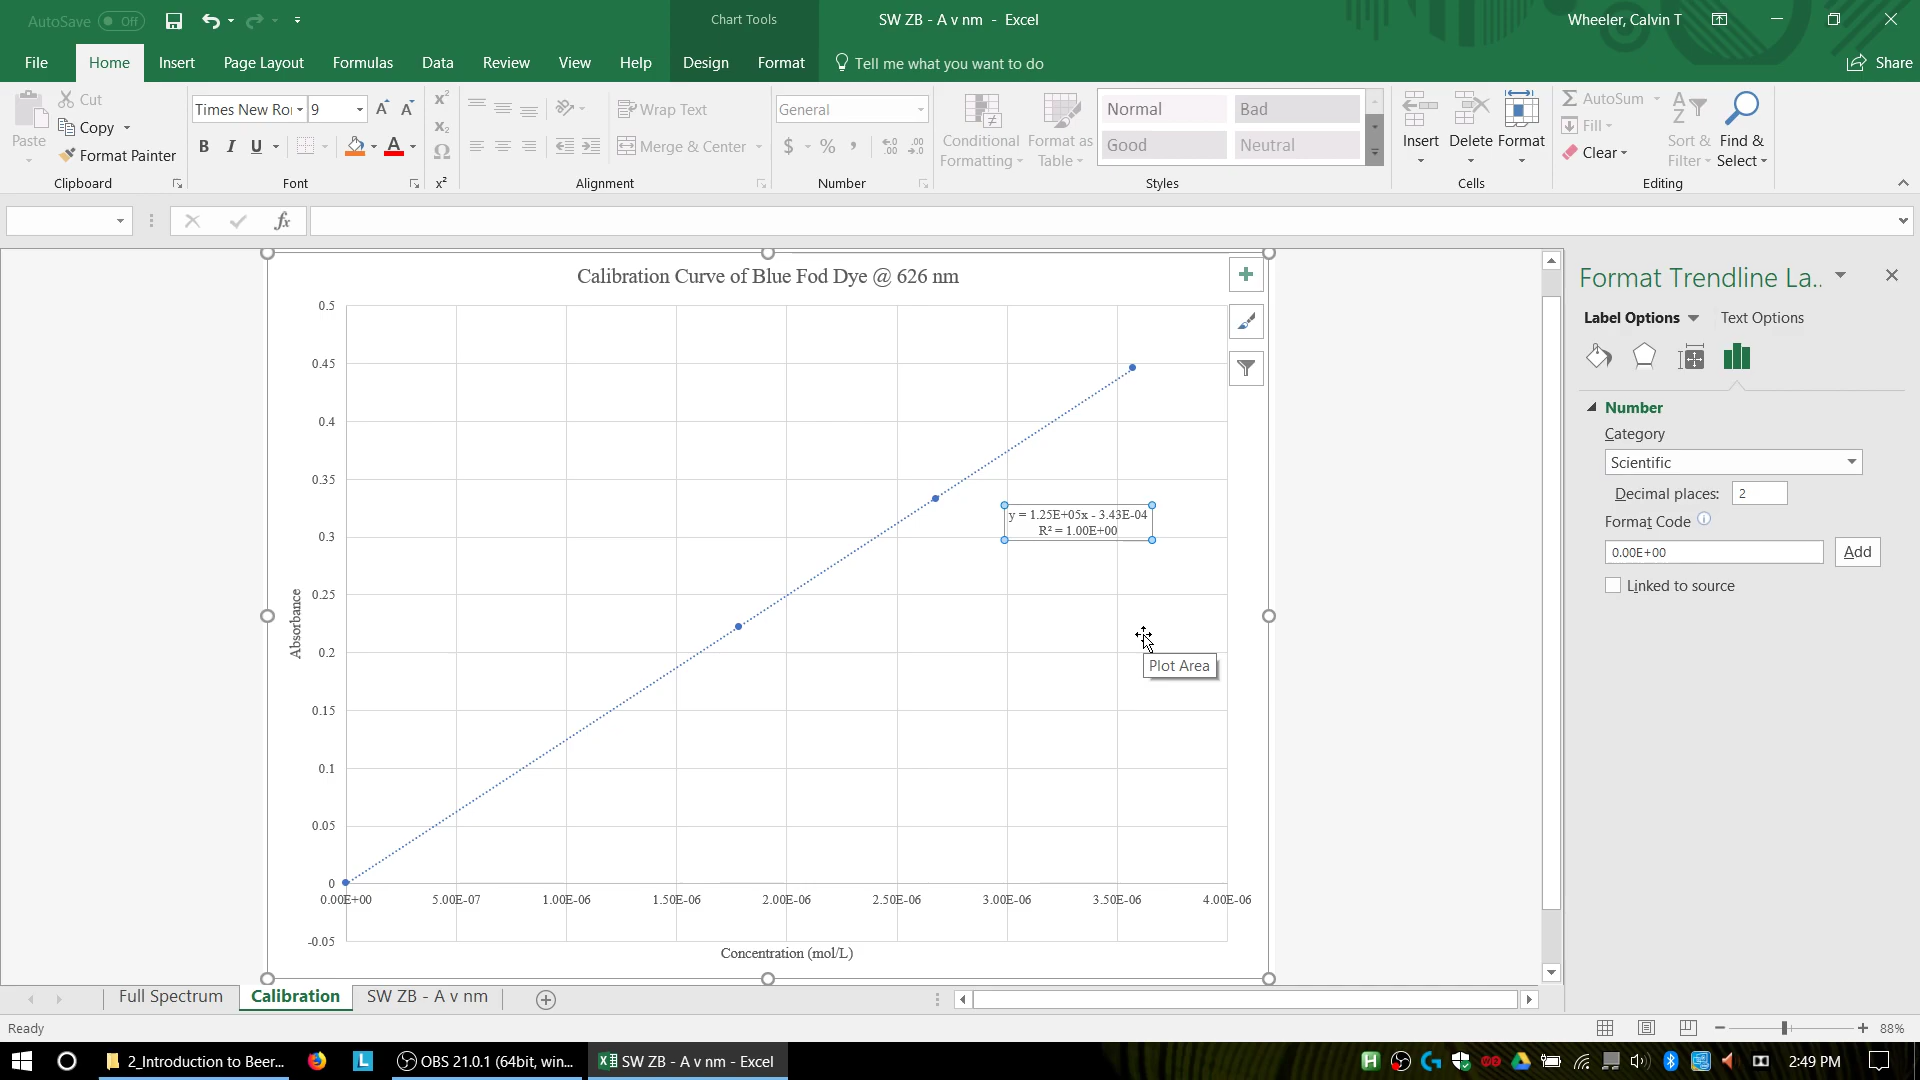 AutoSave Off
Chart Tools
SW ZB - A v nm - Excel
Wheeler, Calvin T
File Home Insert Page Layout Formulas Data Review View Help Design Format Tell me what you want to do Share
Paste
Cut
Copy
Format Painter
Clipboard
Times New Ro 9
B I U A
Font
x² x₂ Ω x²
Wrap Text
Merge & Center
Alignment
General
$ % ,
Number
Conditional Formatting
Format as Table
Normal Bad
Good Neutral
Styles
Insert Delete Format
Cells
AutoSum
Fill
Clear
Sort & Filter
Find & Select
Editing
fx
Calibration Curve of Blue Fod Dye @ 626 nm
0.5
0.45
0.4
0.35
0.3
0.25
0.2
0.15
0.1
0.05
0
-0.05
Absorbance
y = 1.25E+05x - 3.43E-04
R² = 1.00E+00
Plot Area
0.00E+00 5.00E-07 1.00E-06 1.50E-06 2.00E-06 2.50E-06 3.00E-06 3.50E-06 4.00E-06
Concentration (mol/L)
Format Trendline La..
Label Options Text Options
Number
Category
Scientific
Decimal places: 2
Format Code
0.00E+00 Add
Linked to source
Full Spectrum Calibration SW ZB - A v nm
Ready
88%
2_Introduction to Beer...
L
OBS 21.0.1 (64bit, win...
SW ZB - A v nm - Excel
2:49 PM